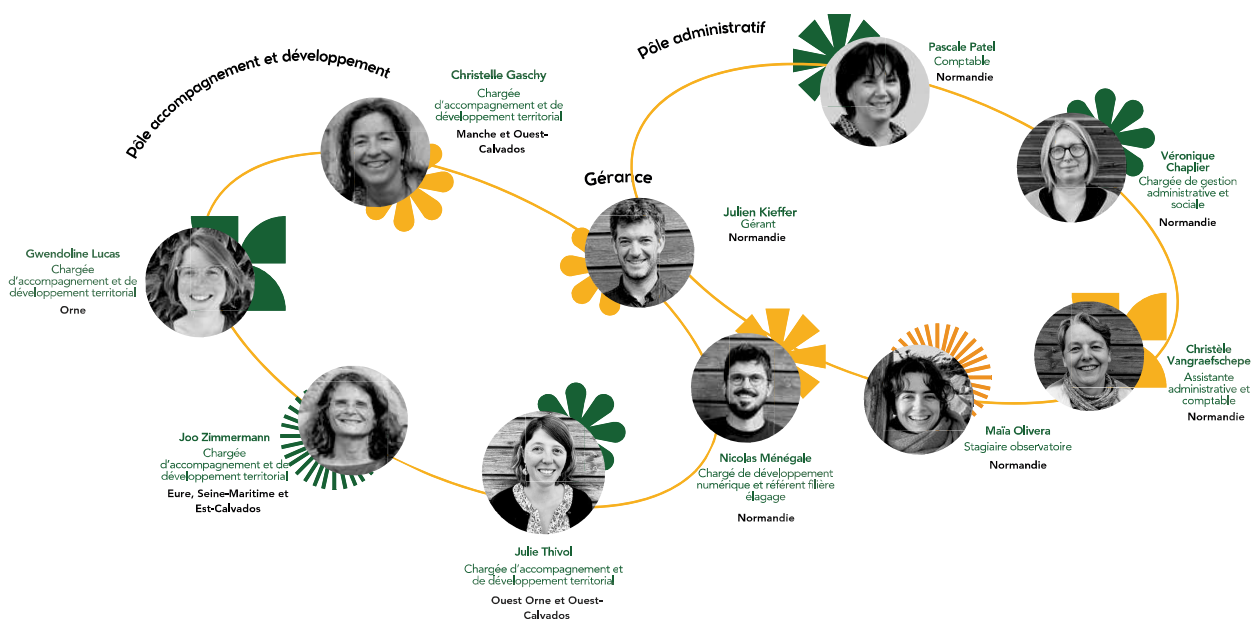 Pôle accompagnement et développement
Christelle Gaschy
Chargée
d'accompagnement et de
développement territorial
Manche et Ouest-
Calvados
Gwendoline Lucas
Chargée
d'accompagnement et de
développement territorial
Orne
Joo Zimmermann
Chargée
d'accompagnement et de
développement territorial
Eure, Seine-Maritime et
Est-Calvados
Julie Thivol
Chargée d'accompagnement et
de développement territorial
Ouest Orne et Ouest-
Calvados
Gérance
Julien Kieffer
Gérant
Normandie
Nicolas Ménégale
Chargé de développement
numérique et référent filière
élagage
Normandie
Pôle administratif
Pascale Patel
Comptable
Normandie
Véronique
Chaplier
Chargée de gestion
administrative et
sociale
Normandie
Christèle
Vangraefschepe
Assistante
administrative et
comptable
Normandie
Maïa Olivera
Stagiaire observatoire
Normandie